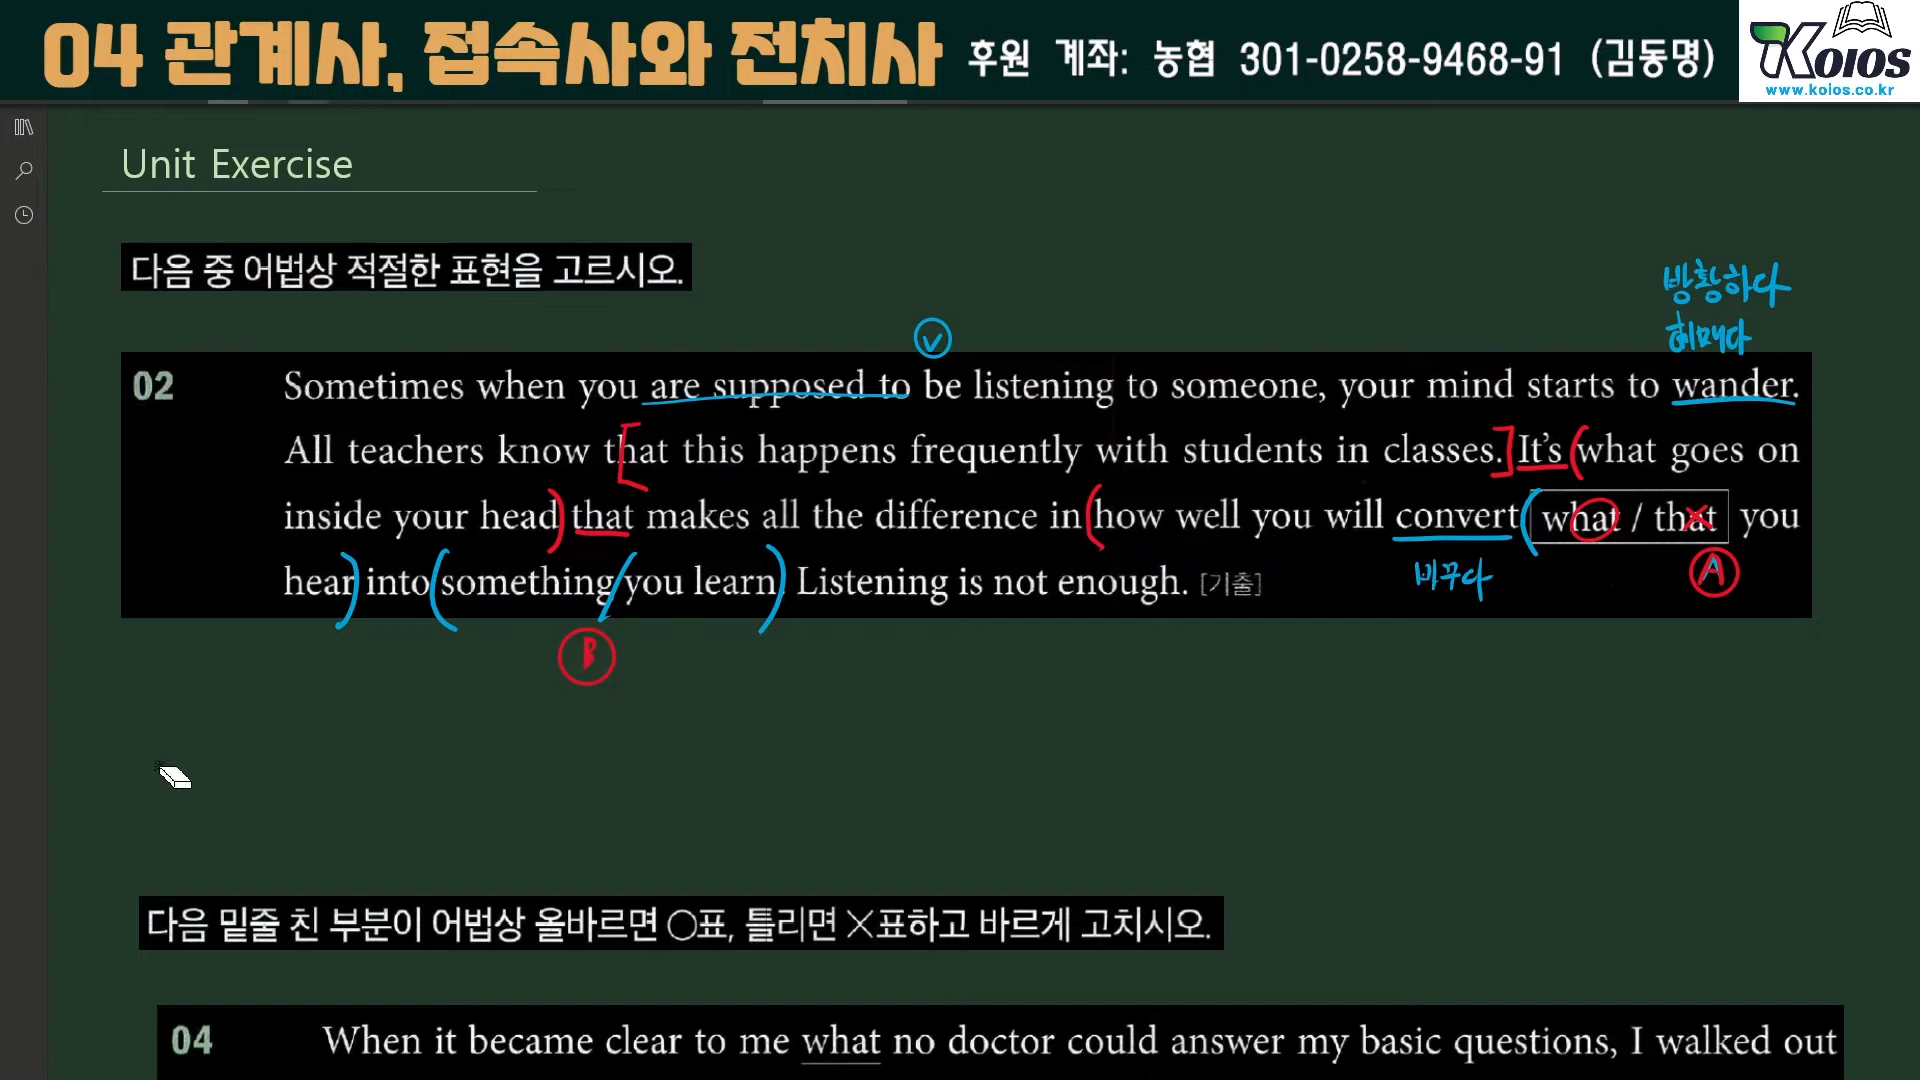 04 관계사, 접속사와 전치사 후원 계좌: 농협 301-0258-9468-91 (김동명)
KOIOS
www.koios.co.kr
Unit Exercise
다음 중 어법상 적절한 표현을 고르시오.
방황하다
헤매다
V
02 Sometimes when you are supposed to be listening to someone, your mind starts to wander.
All teachers know that this happens frequently with students in classes. It's what goes on
inside your head that makes all the difference in how well you will convert what / that you
hear into something you learn. Listening is not enough. [기출]
바꾸다
A
B
다음 밑줄 친 부분이 어법상 올바르면 ○표, 틀리면 ×표하고 바르게 고치시오.
04 When it became clear to me what no doctor could answer my basic questions, I walked out